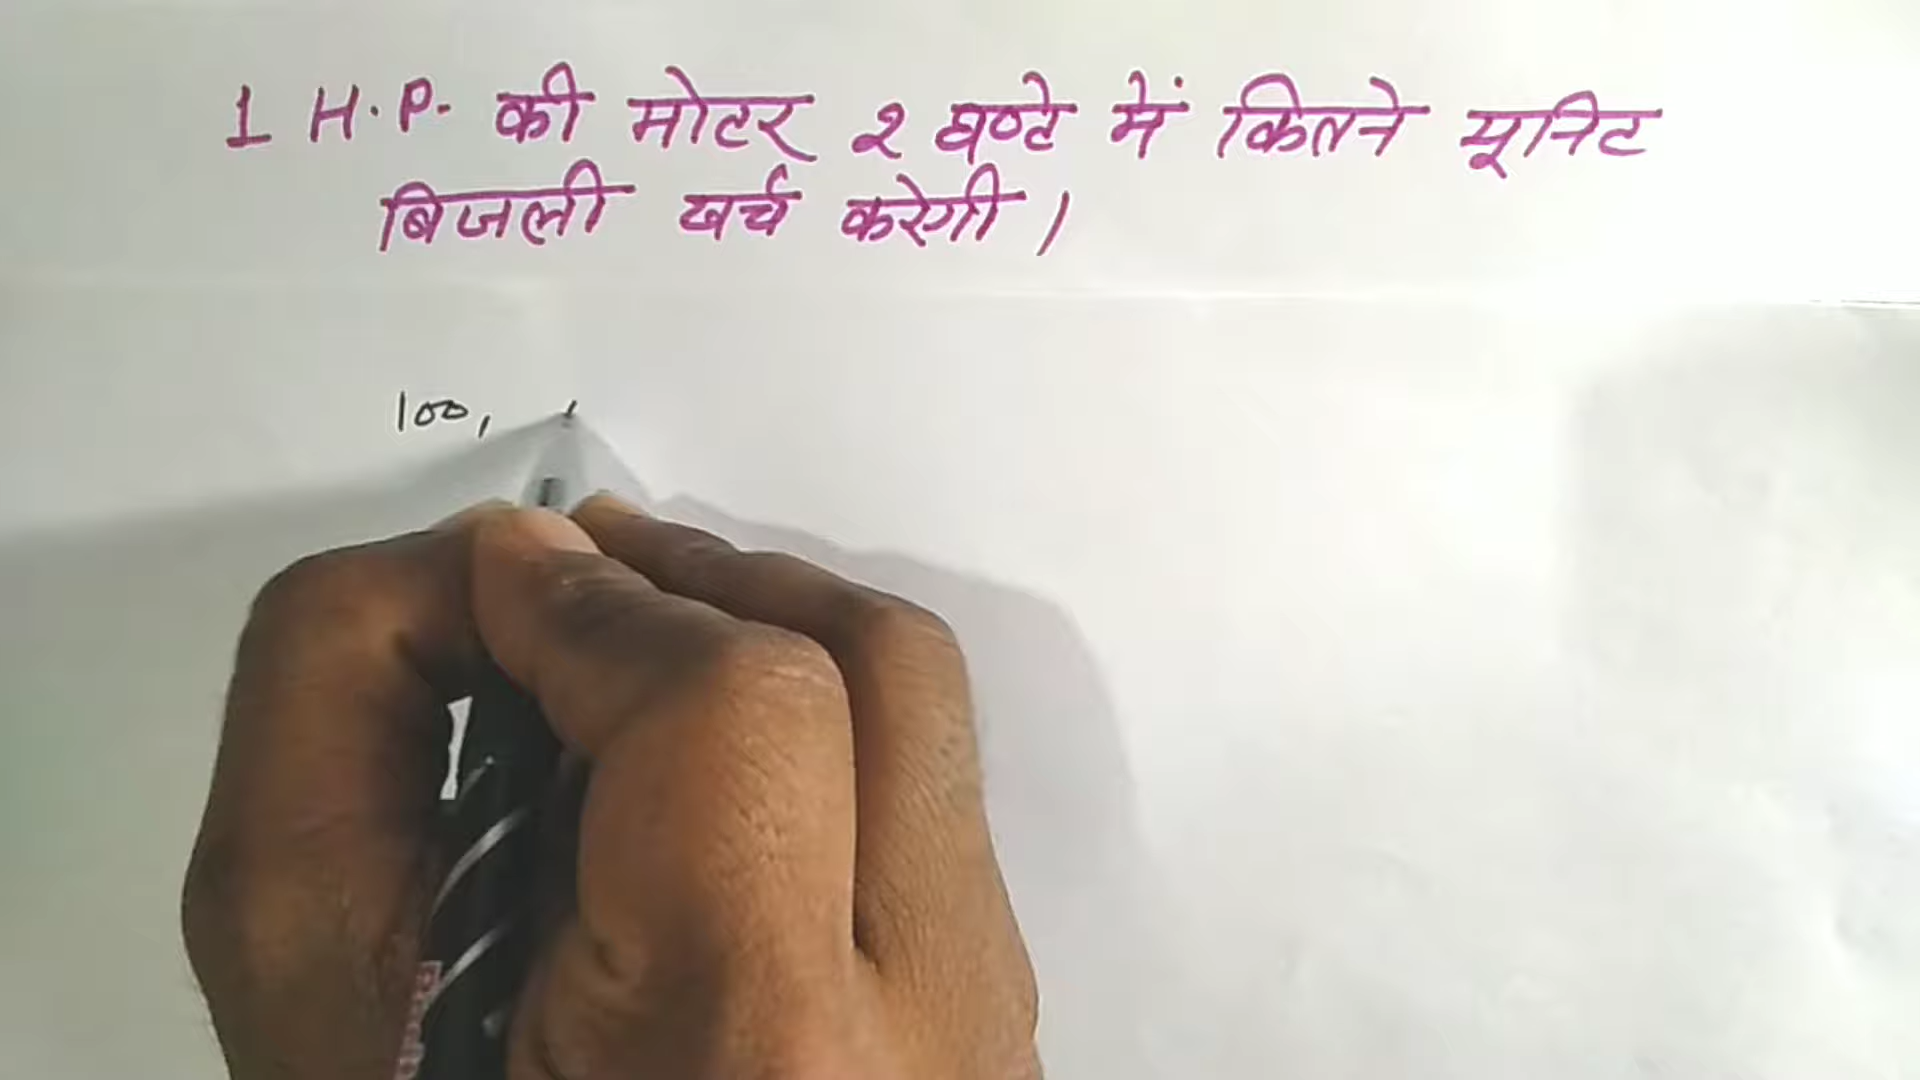 1 H.P. की मोटर 2 घण्टे में कितने यूनिट
बिजली खर्च करेगी ।
100,